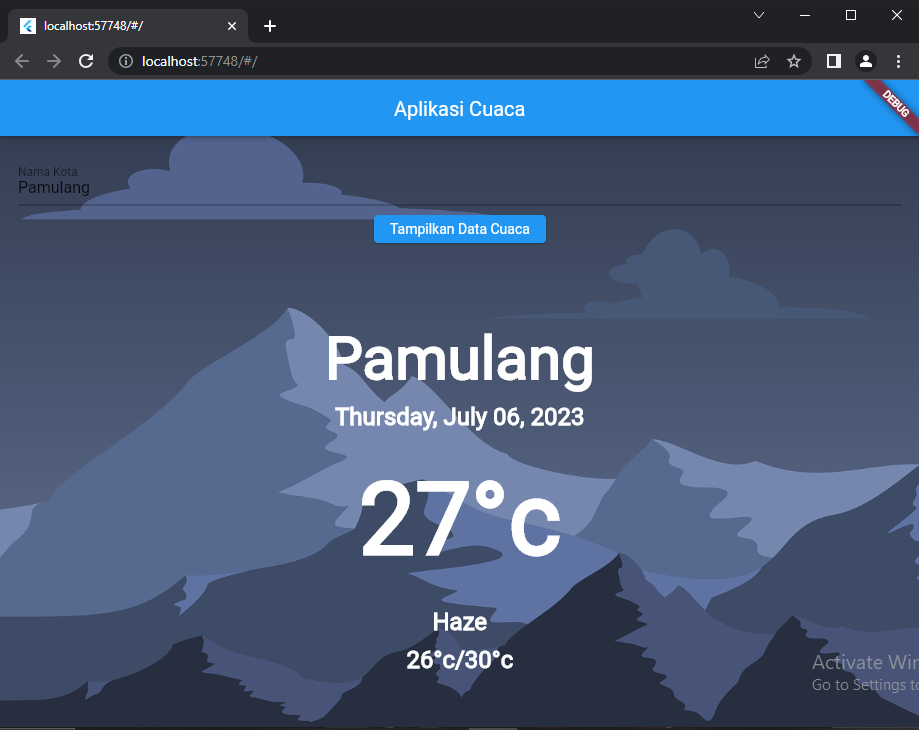 localhost:57748/#/
localhost:57748/#/
Aplikasi Cuaca
DEBUG
Nama Kota
Pamulang
Tampilkan Data Cuaca
Pamulang
Thursday, July 06, 2023
27°c
Haze
26°c/30°c
Activate Win
Go to Settings to